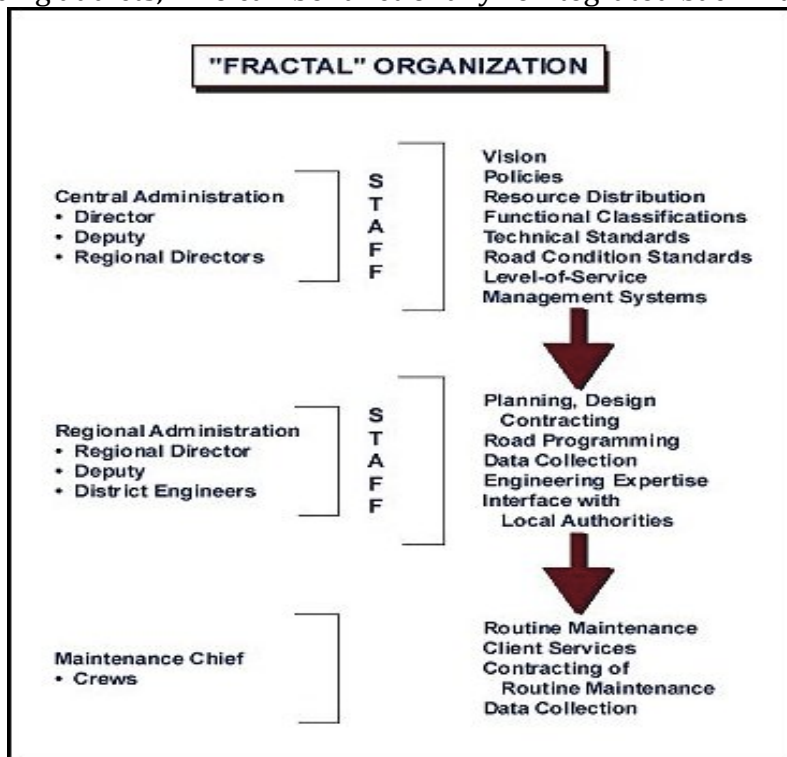 "FRACTAL" ORGANIZATION
Central Administration
• Director
• Deputy
• Regional Directors
S
T
A
F
F
Vision
Policies
Resource Distribution
Functional Classifications
Technical Standards
Road Condition Standards
Level-of-Service
Management Systems
Regional Administration
• Regional Director
• Deputy
• District Engineers
S
T
A
F
F
Planning, Design
Contracting
Road Programming
Data Collection
Engineering Expertise
Interface with
Local Authorities
Maintenance Chief
• Crews
Routine Maintenance
Client Services
Contracting of
Routine Maintenance
Data Collection